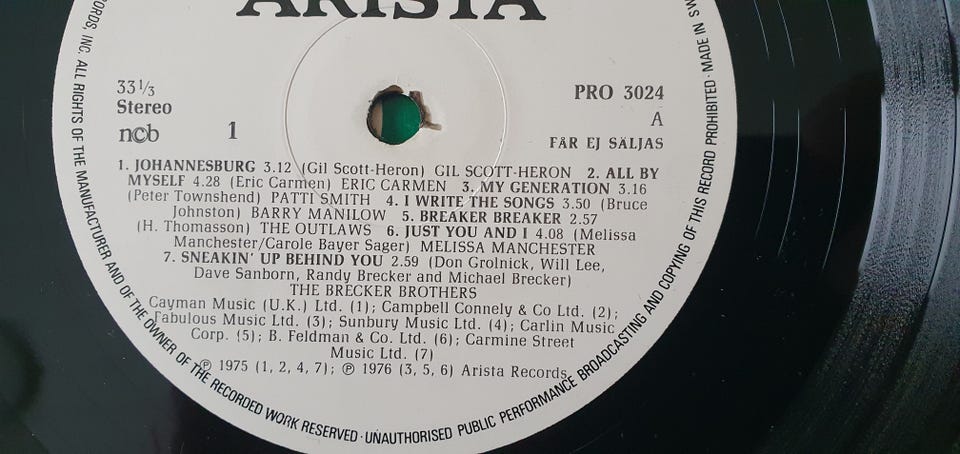 ARISTA
33 1/3
Stereo
ncb 1
PRO 3024
A
FÅR EJ SÄLJAS
1. JOHANNESBURG 3.12 (Gil Scott-Heron) GIL SCOTT-HERON 2. ALL BY
MYSELF 4.28 (Eric Carmen) ERIC CARMEN 3. MY GENERATION 3.16
(Peter Townshend) PATTI SMITH 4. I WRITE THE SONGS 3.50 (Bruce
Johnston) BARRY MANILOW 5. BREAKER BREAKER 2.57
(H. Thomasson) THE OUTLAWS 6. JUST YOU AND I 4.08 (Melissa
Manchester/Carole Bayer Sager) MELISSA MANCHESTER
7. SNEAKIN' UP BEHIND YOU 2.59 (Don Grolnick, Will Lee,
Dave Sanborn, Randy Brecker and Michael Brecker)
THE BRECKER BROTHERS
Cayman Music (U.K.) Ltd. (1); Campbell Connely & Co Ltd. (2);
Fabulous Music Ltd. (3); Sunbury Music Ltd. (4); Carlin Music
Corp. (5); B. Feldman & Co. Ltd. (6); Carmine Street
Music Ltd. (7)
℗ 1975 (1, 2, 4, 7); ℗ 1976 (3, 5, 6) Arista Records.
INC. ALL RIGHTS OF THE MANUFACTURER AND OF THE OWNER OF THE RECORDED WORK RESERVED · UNAUTHORISED PUBLIC PERFORMANCE BROADCASTING AND COPYING OF THIS RECORD PROHIBITED · MADE IN